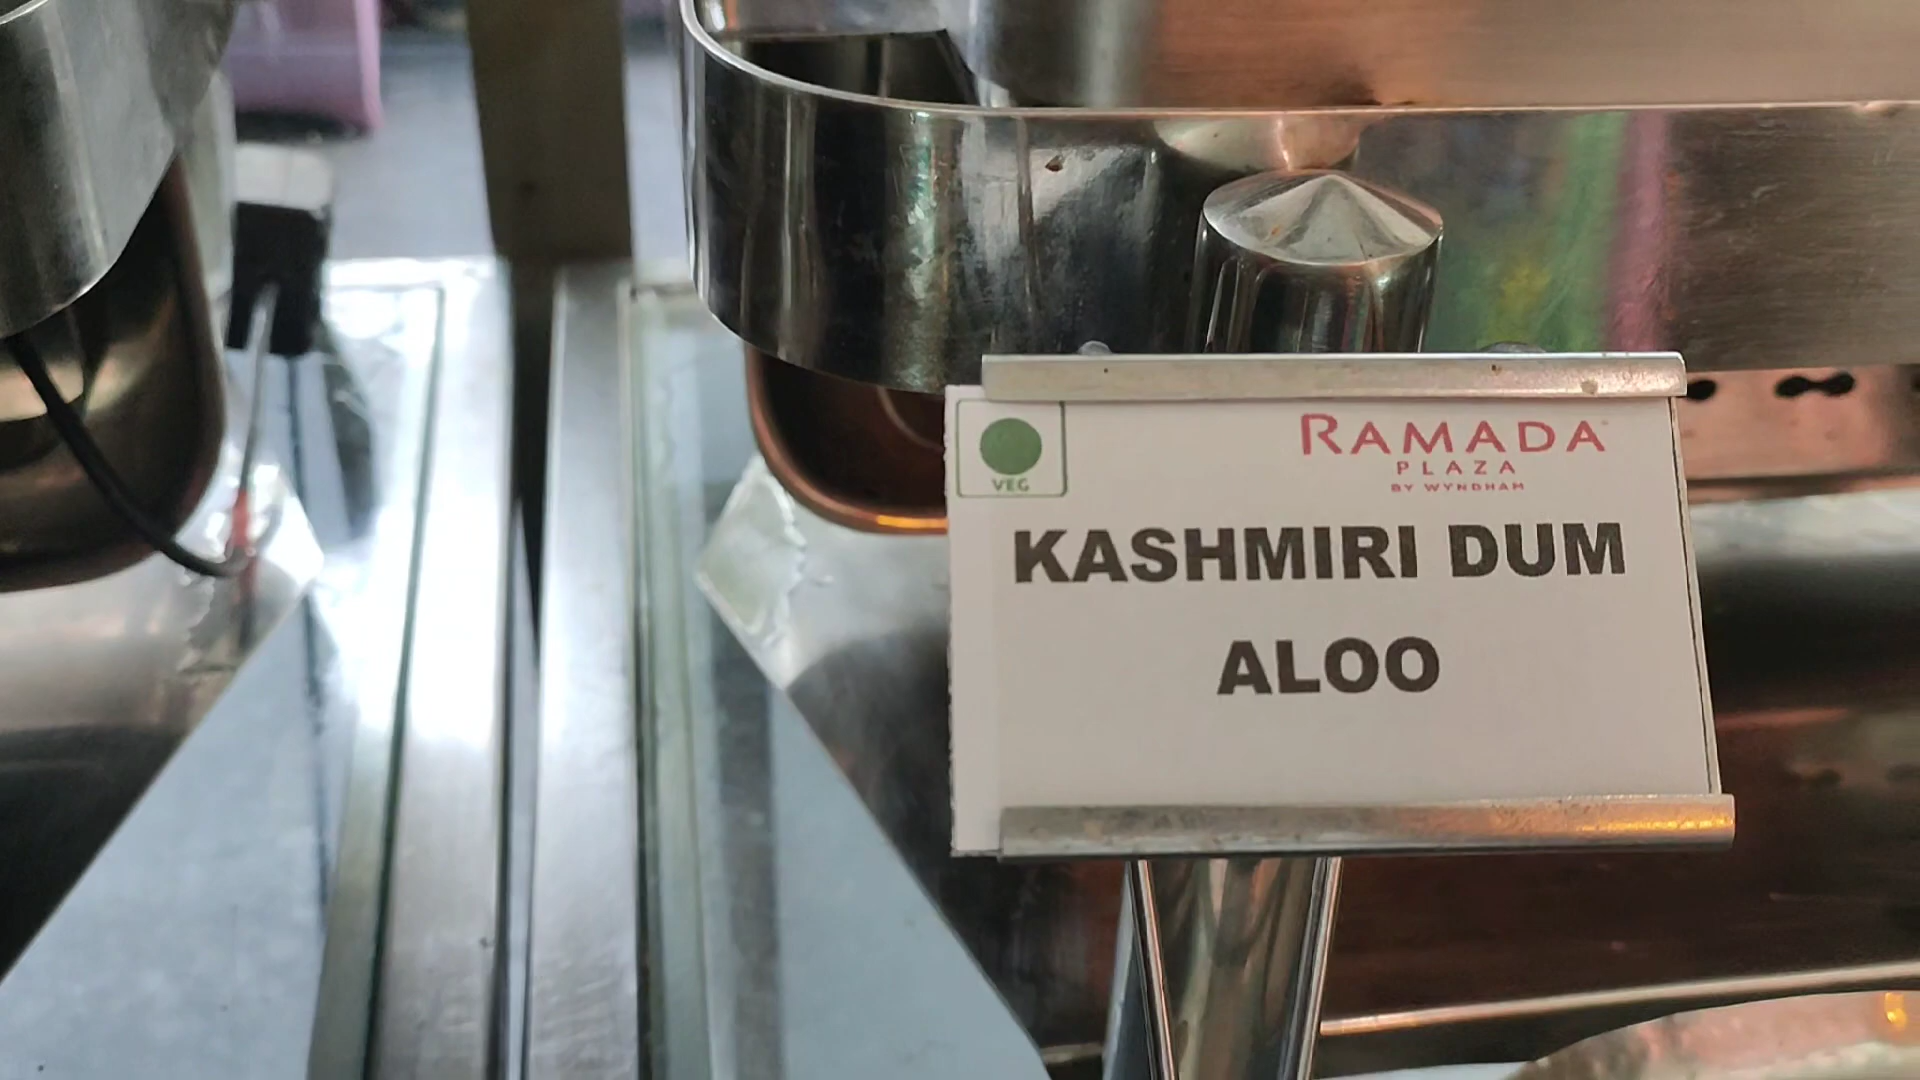 VEG
RAMADA
PLAZA
BY WYNDHAM
KASHMIRI DUM
ALOO